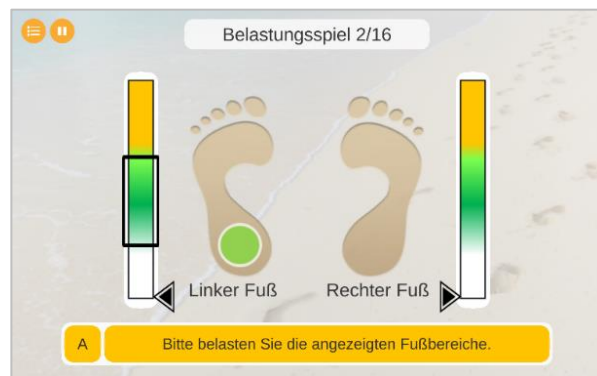 Belastungsspiel 2/16
Linker Fuß
Rechter Fuß
A
Bitte belasten Sie die angezeigten Fußbereiche.